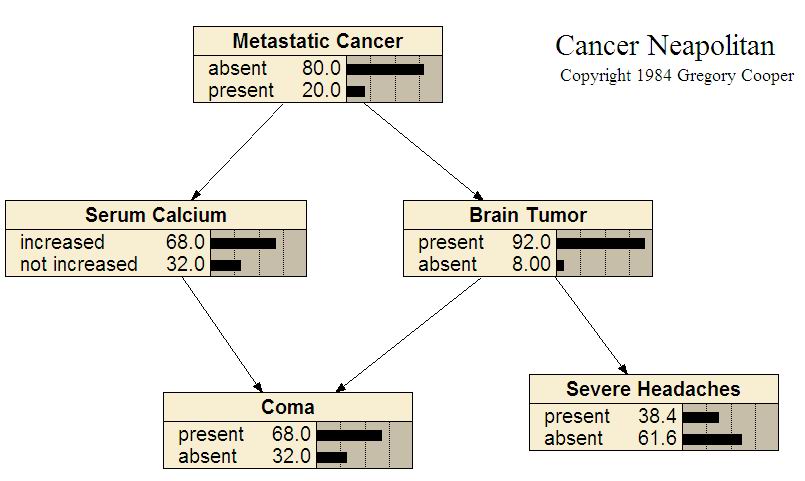 Metastatic Cancer
absent 80.0
present 20.0
Cancer Neapolitan
Copyright 1984 Gregory Cooper
Serum Calcium
increased 68.0
not increased 32.0
Brain Tumor
present 92.0
absent 8.00
Coma
present 68.0
absent 32.0
Severe Headaches
present 38.4
absent 61.6